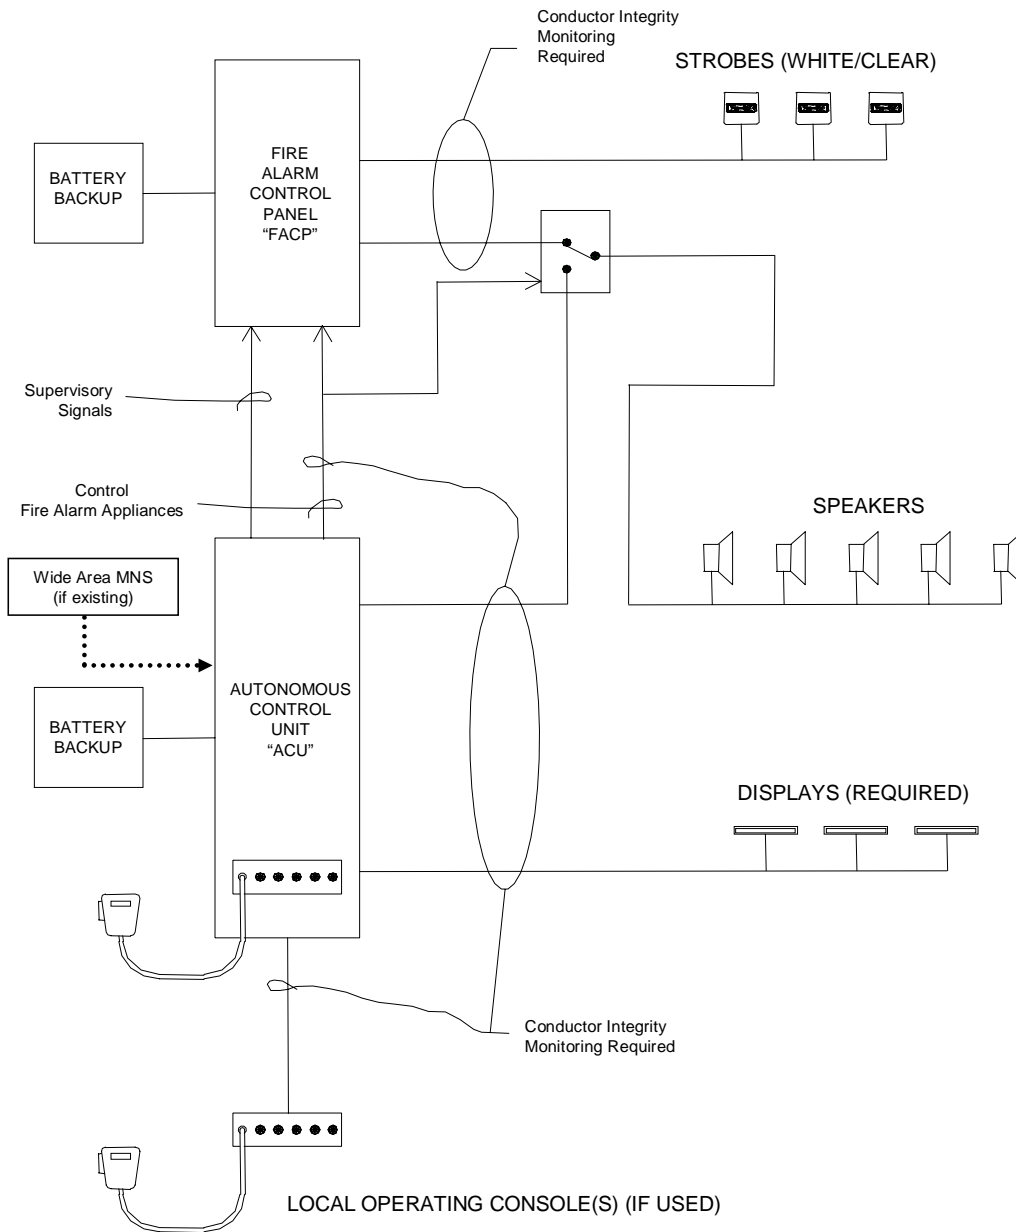 Conductor Integrity
Monitoring
Required
STROBES (WHITE/CLEAR)
FIRE
ALARM
CONTROL
PANEL
“FACP”
BATTERY
BACKUP
Supervisory
Signals
Control
Fire Alarm Appliances
SPEAKERS
Wide Area MNS
(if existing)
AUTONOMOUS
CONTROL
UNIT
“ACU”
BATTERY
BACKUP
DISPLAYS (REQUIRED)
Conductor Integrity
Monitoring Required
LOCAL OPERATING CONSOLE(S) (IF USED)